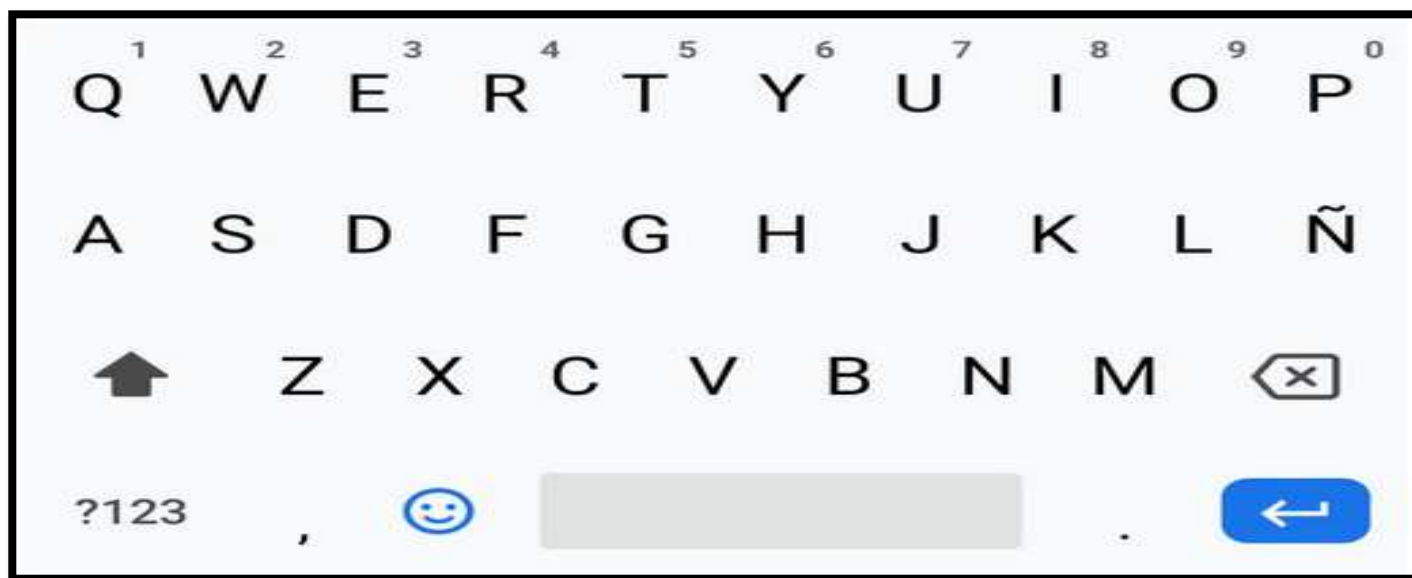 1 2 3 4 5 6 7 8 9 0
Q W E R T Y U I O P
A S D F G H J K L Ñ
Z X C V B N M
?123 , .